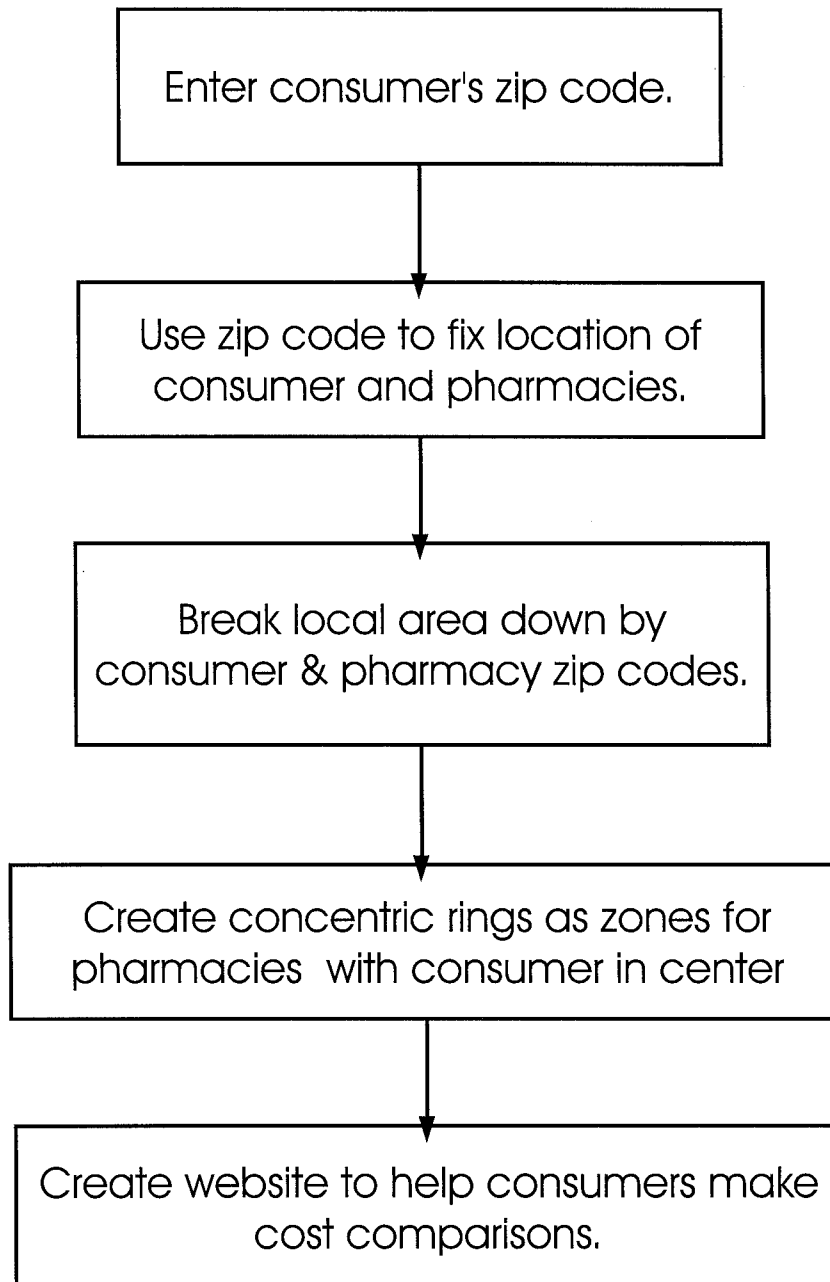 Enter consumer's zip code.
Use zip code to fix location of
consumer and pharmacies.
Break local area down by
consumer & pharmacy zip codes.
Create concentric rings as zones for
pharmacies with consumer in center
Create website to help consumers make
cost comparisons.